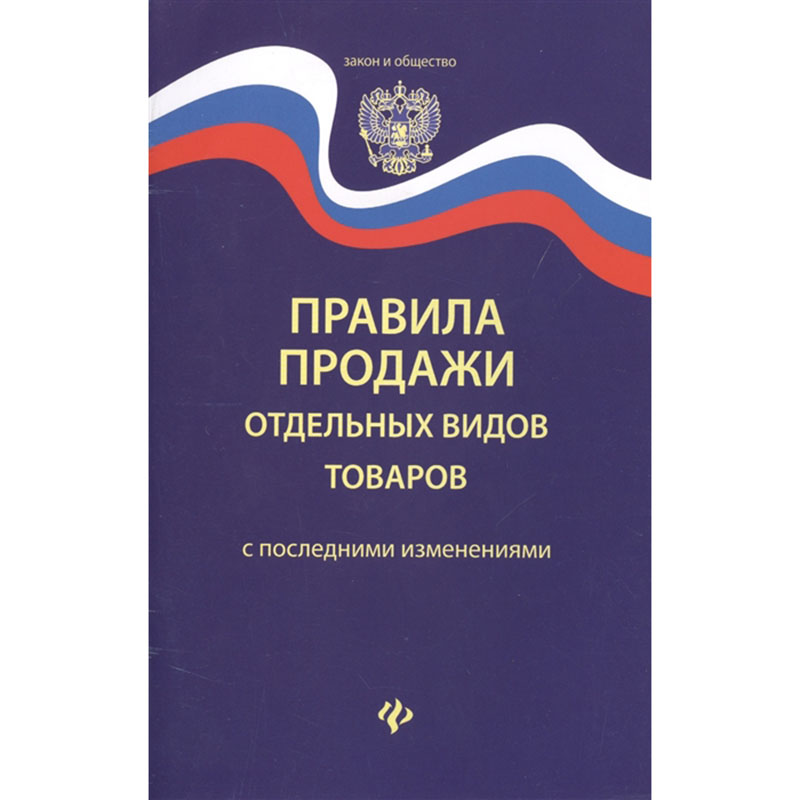 закон и общество
ПРАВИЛА
ПРОДАЖИ
ОТДЕЛЬНЫХ ВИДОВ
ТОВАРОВ
с последними изменениями